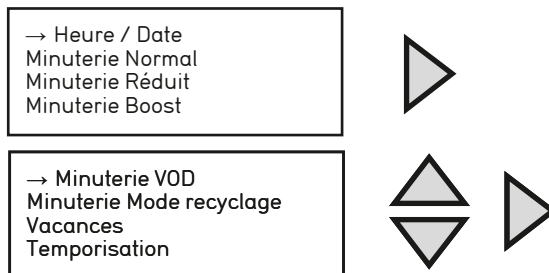 → Heure / Date
Minuterie Normal
Minuterie Réduit
Minuterie Boost
→ Minuterie VOD
Minuterie Mode recyclage
Vacances
Temporisation